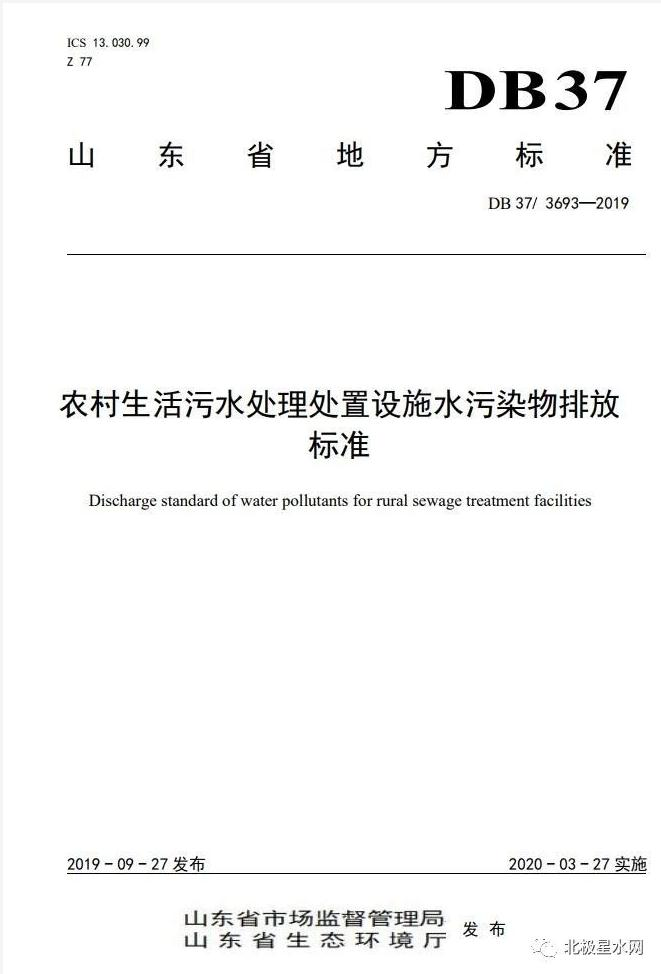 ICS 13.030.99
Z 77
DB37
山东省地方标准
DB 37/ 3693—2019
农村生活污水处理处置设施水污染物排放
标准
Discharge standard of water pollutants for rural sewage treatment facilities
2019-09-27发布
2020-03-27实施
山东省市场监督管理局
山东省生态环境厅
发布
北极星水网